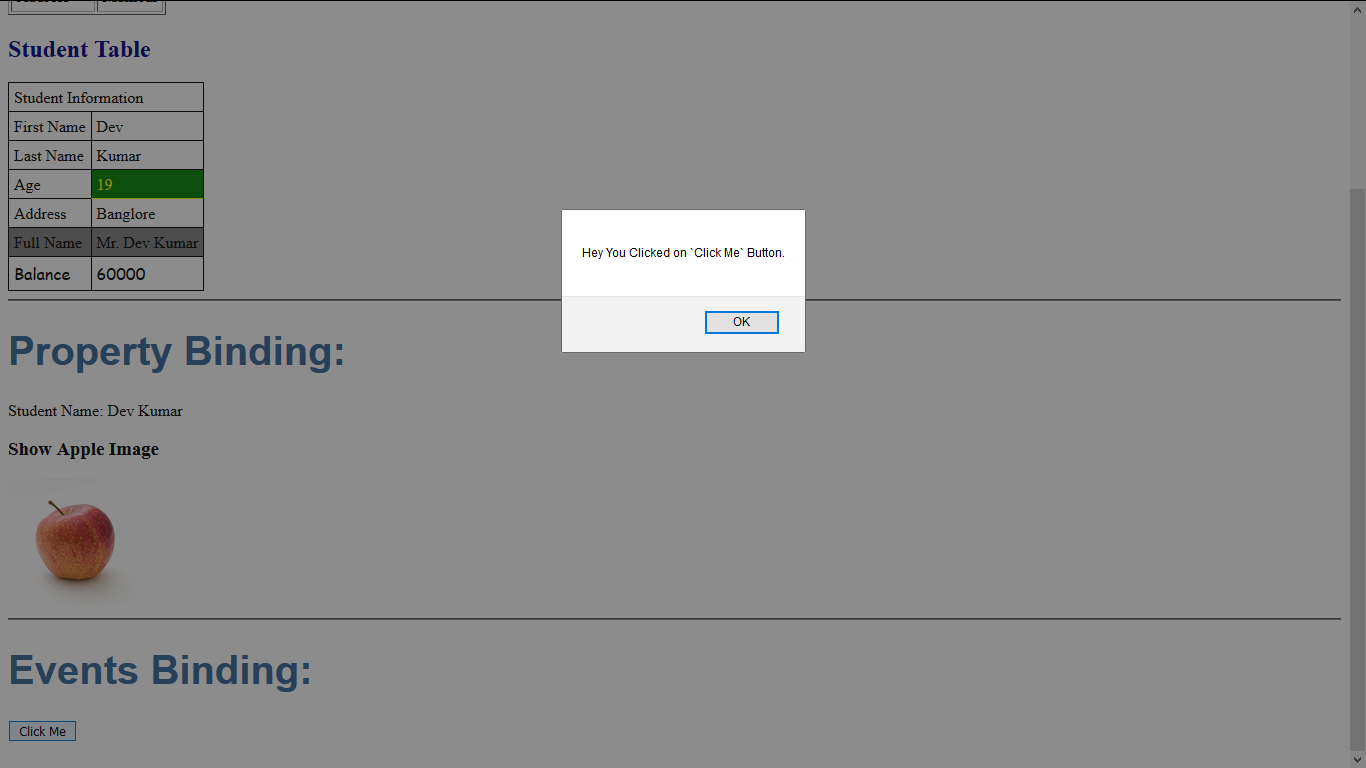 Student Table
Student Information
First Name Dev
Last Name Kumar
Age 19
Address Banglore
Full Name Mr. Dev Kumar
Balance 60000
Hey You Clicked on `Click Me` Button.
OK
Property Binding:
Student Name: Dev Kumar
Show Apple Image
Events Binding:
Click Me